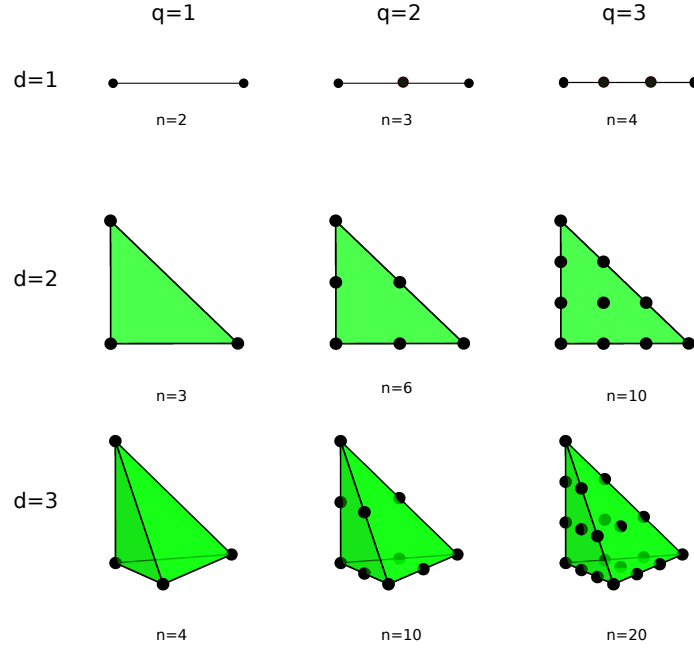 q=1 q=2 q=3
d=1
n=2 n=3 n=4
d=2
n=3 n=6 n=10
d=3
n=4 n=10 n=20